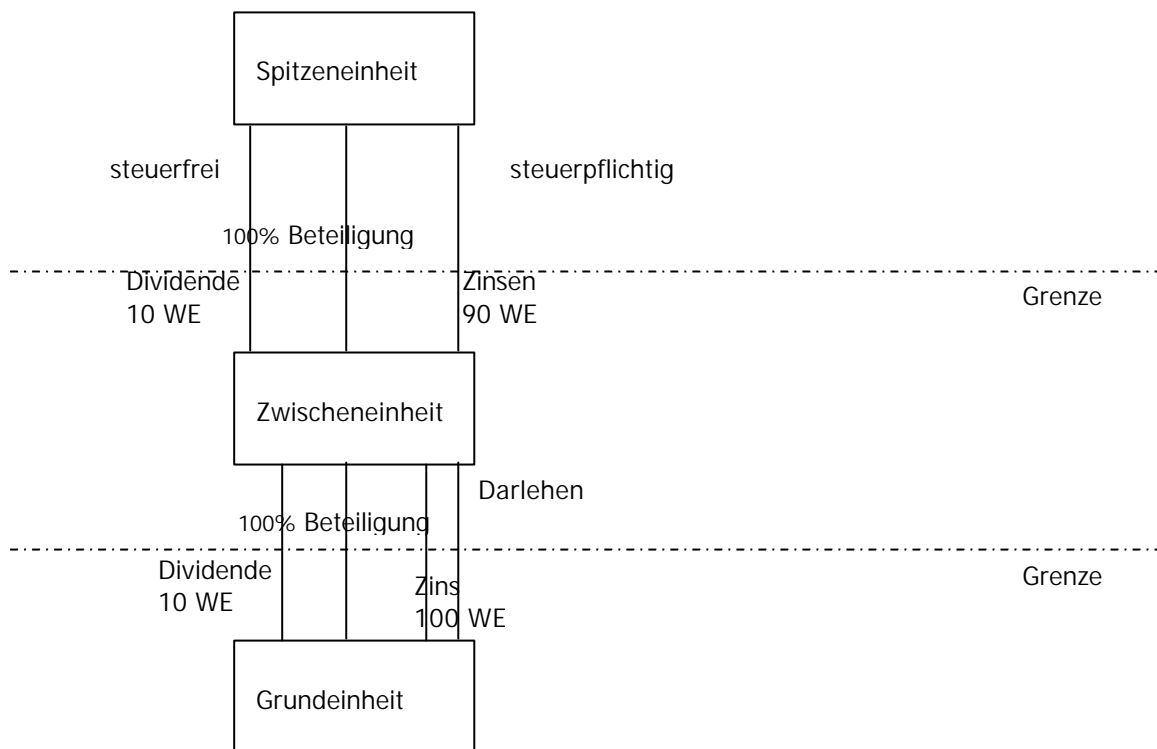 Spitzeneinheit
steuerfrei
steuerpflichtig
100% Beteiligung
Dividende
10 WE
Zinsen
90 WE
Grenze
Zwischeneinheit
Darlehen
100% Beteiligung
Dividende
10 WE
Zins
100 WE
Grenze
Grundeinheit